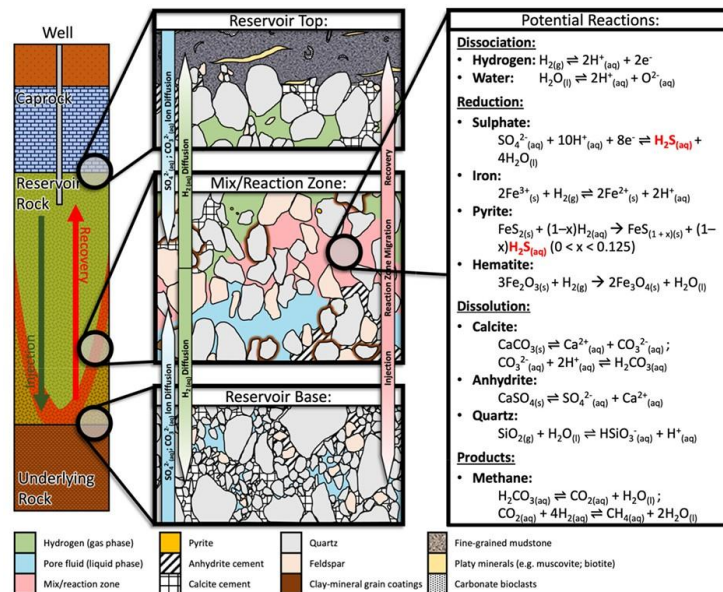 Well
Caprock
Reservoir
Rock
Injection
Recovery
Underlying
Rock
Reservoir Top:
SO₄²⁻(aq); CO₃²⁻(aq) Ion Diffusion
H₂(aq) Diffusion
Recovery
Mix/Reaction Zone:
Reaction Zone Migration
Reservoir Base:
SO₄²⁻(aq); CO₃²⁻(aq) Ion Diffusion
H₂(aq) Diffusion
Injection
Potential Reactions:
Dissociation:
• Hydrogen: H₂(g) ⇌ 2H⁺(aq) + 2e⁻
• Water: H₂O(l) ⇌ 2H⁺(aq) + O²⁻(aq)
Reduction:
• Sulphate:
SO₄²⁻(aq) + 10H⁺(aq) + 8e⁻ ⇌ H₂S(aq) +
4H₂O(l)
• Iron:
2Fe³⁺(s) + H₂(g) ⇌ 2Fe²⁺(s) + 2H⁺(aq)
• Pyrite:
FeS₂(s) + (1–x)H₂(aq) → FeS(1 + x)(s) + (1–
x)H₂S(aq) (0 < x < 0.125)
• Hematite:
3Fe₂O₃(s) + H₂(g) → 2Fe₃O₄(s) + H₂O(l)
Dissolution:
• Calcite:
CaCO₃(s) ⇌ Ca²⁺(aq) + CO₃²⁻(aq) ;
CO₃²⁻(aq) + 2H⁺(aq) ⇌ H₂CO₃(aq)
• Anhydrite:
CaSO₄(s) ⇌ SO₄²⁻(aq) + Ca²⁺(aq)
• Quartz:
SiO₂(g) + H₂O(l) ⇌ HSiO₃⁻(aq) + H⁺(aq)
Products:
• Methane:
H₂CO₃(aq) ⇌ CO₂(aq) + H₂O(l) ;
CO₂(aq) + 4H₂(aq) ⇌ CH₄(aq) + 2H₂O(l)
Hydrogen (gas phase)
Pore fluid (liquid phase)
Mix/reaction zone
Pyrite
Anhydrite cement
Calcite cement
Quartz
Feldspar
Clay-mineral grain coatings
Fine-grained mudstone
Platy minerals (e.g. muscovite; biotite)
Carbonate bioclasts